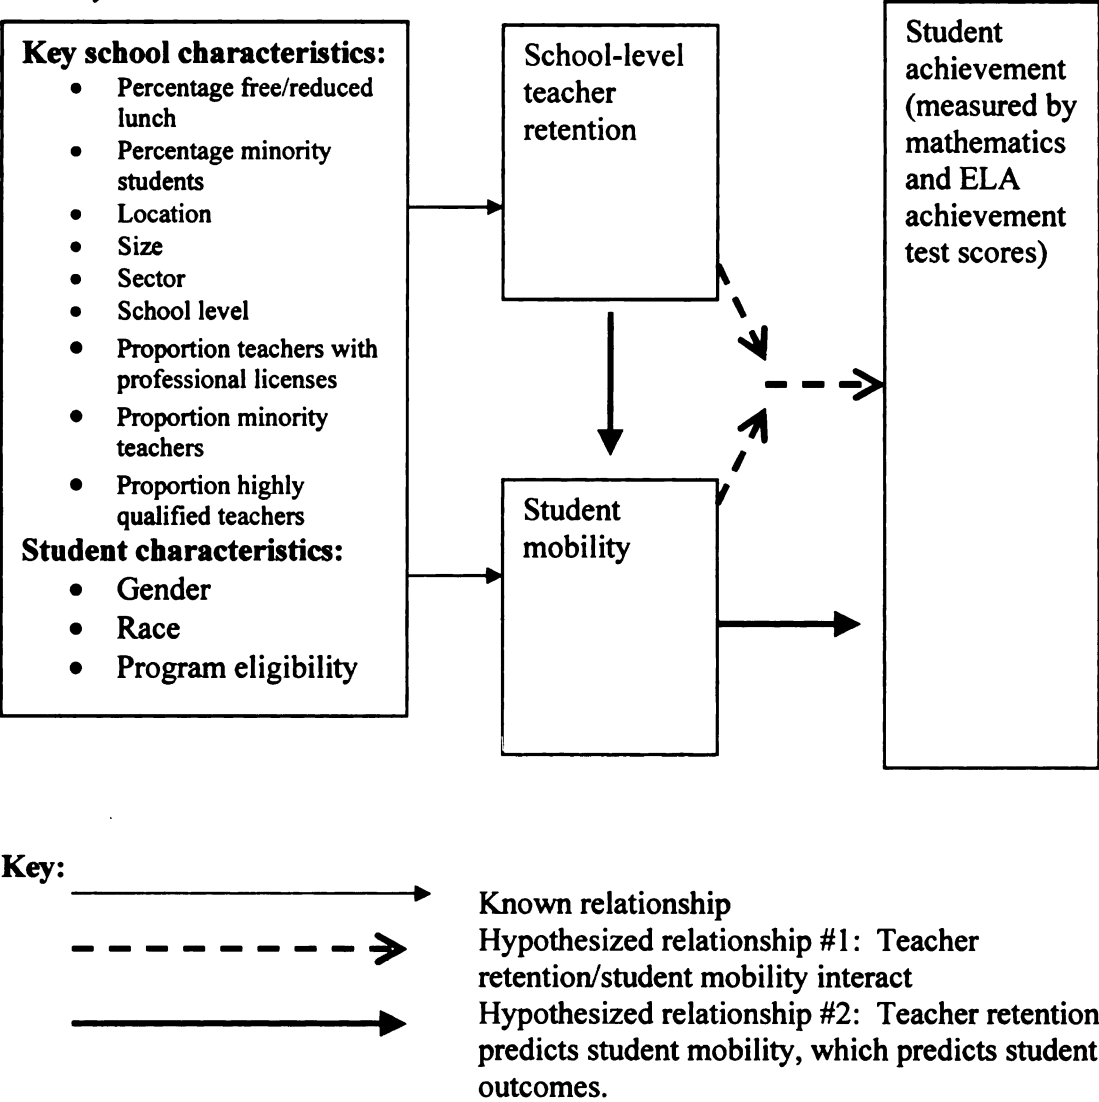 Key school characteristics:
• Percentage free/reduced
lunch
• Percentage minority
students
• Location
• Size
• Sector
• School level
• Proportion teachers with
professional licenses
• Proportion minority
teachers
• Proportion highly
qualified teachers
Student characteristics:
• Gender
• Race
• Program eligibility
School-level
teacher
retention
Student
mobility
Student
achievement
(measured by
mathematics
and ELA
achievement
test scores)
Key:
Known relationship
Hypothesized relationship #1: Teacher
retention/student mobility interact
Hypothesized relationship #2: Teacher retention
predicts student mobility, which predicts student
outcomes.